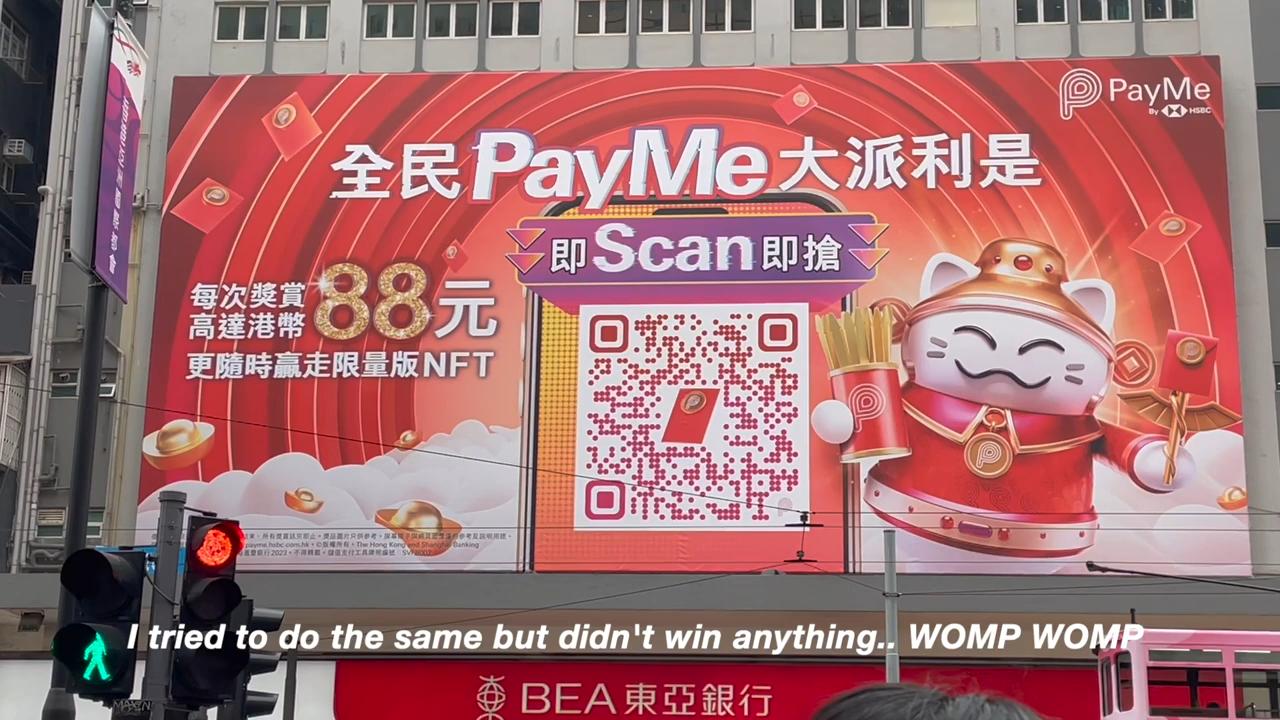 PayMe
By HSBC
全民PayMe大派利是
即Scan即搶
每次獎賞
高達港幣88元
更隨時贏走限量版NFT
I tried to do the same but didn't win anything.. WOMP WOMP
BEA東亞銀行